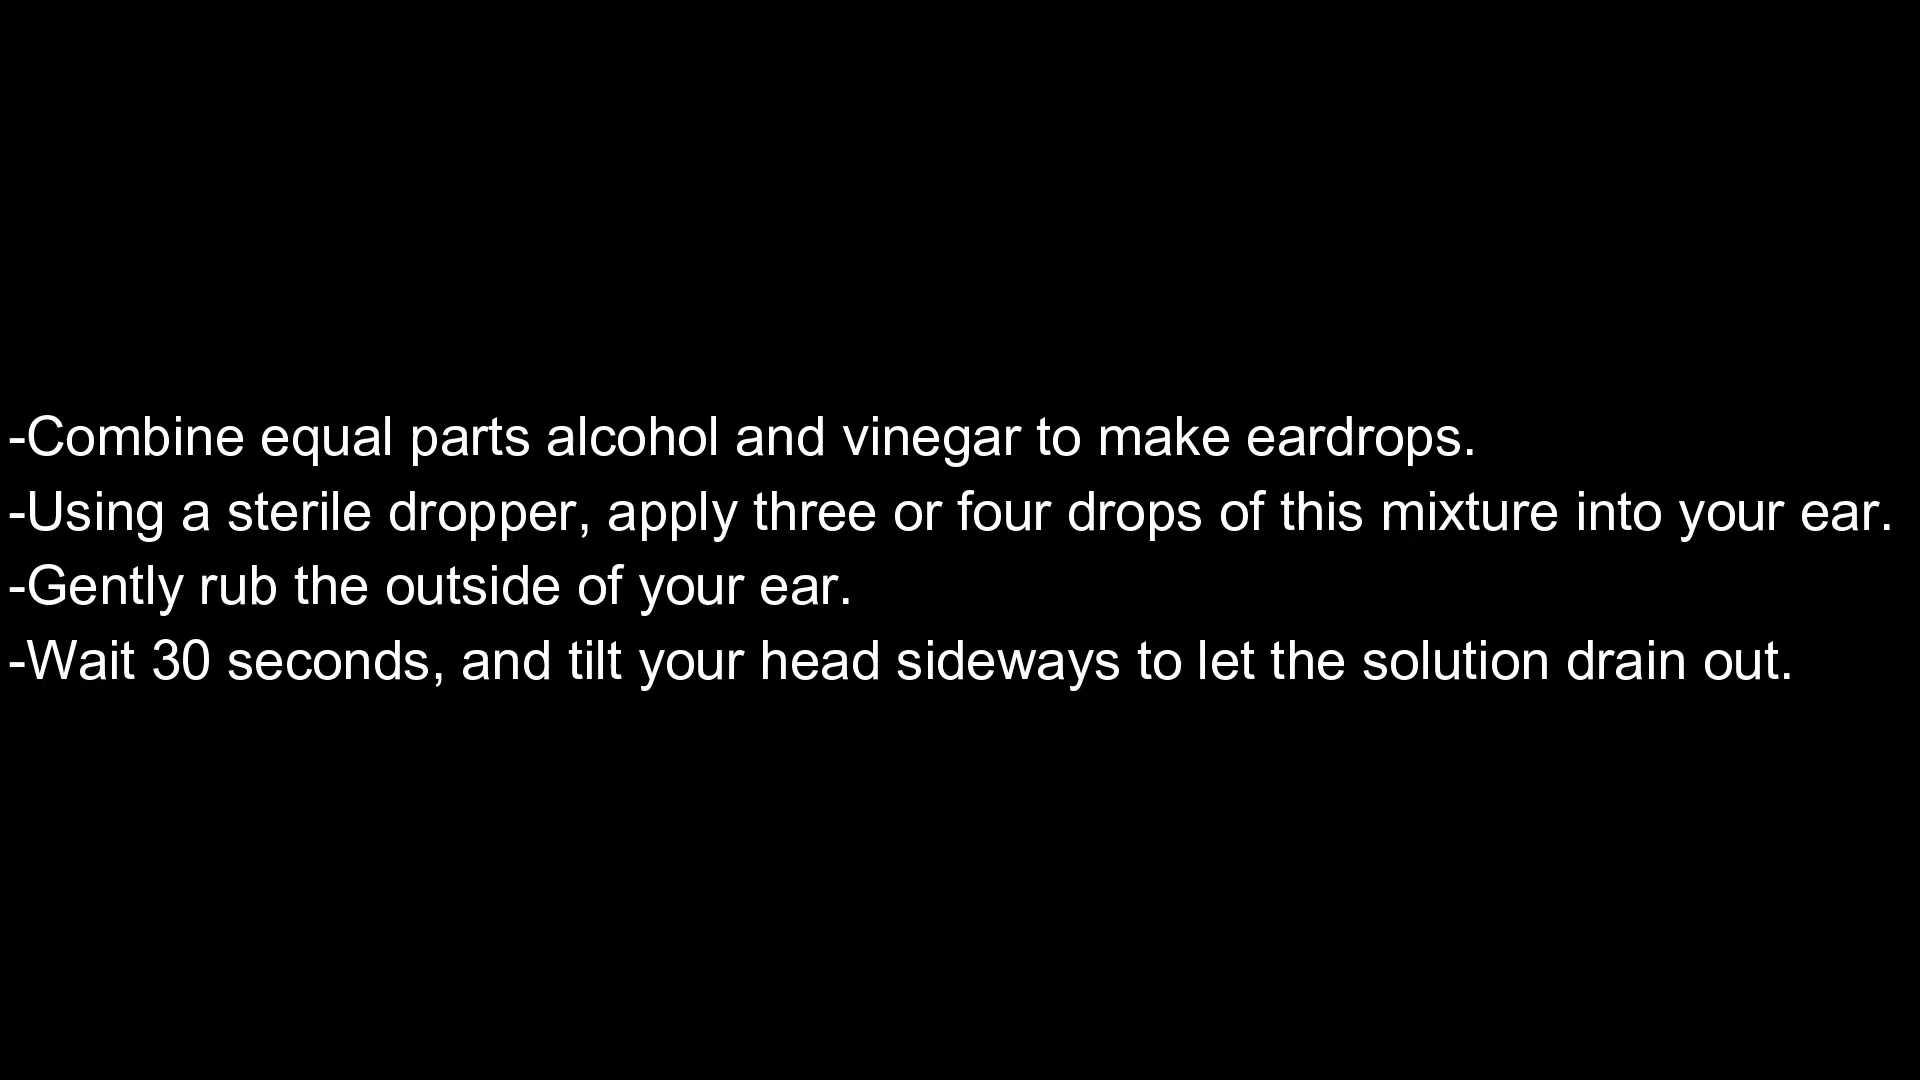 -Combine equal parts alcohol and vinegar to make eardrops.
-Using a sterile dropper, apply three or four drops of this mixture into your ear.
-Gently rub the outside of your ear.
-Wait 30 seconds, and tilt your head sideways to let the solution drain out.